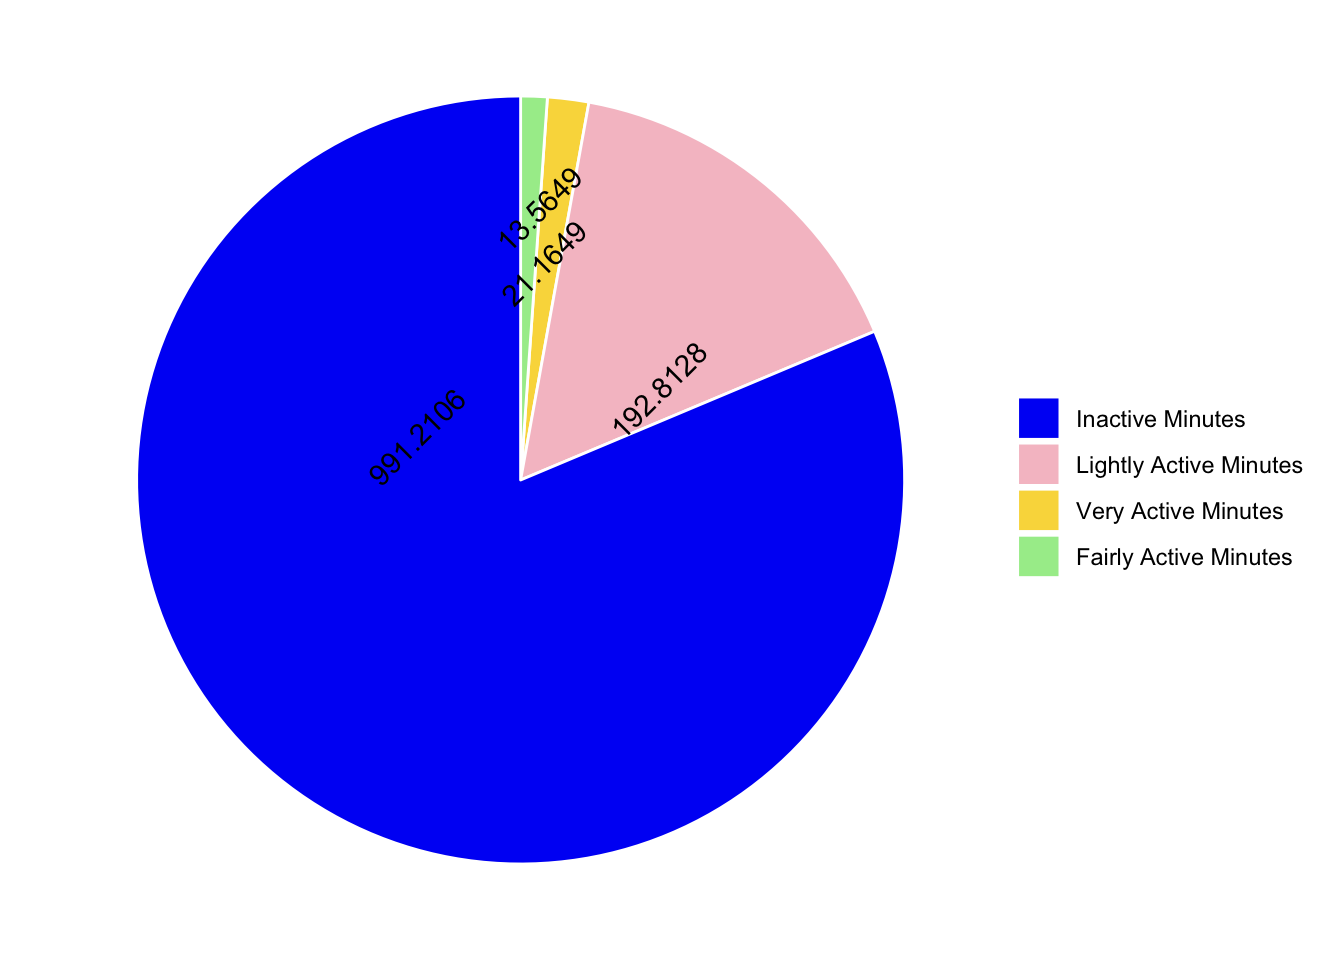 13.5649
21.1649
192.8128
991.2106
Inactive Minutes
Lightly Active Minutes
Very Active Minutes
Fairly Active Minutes